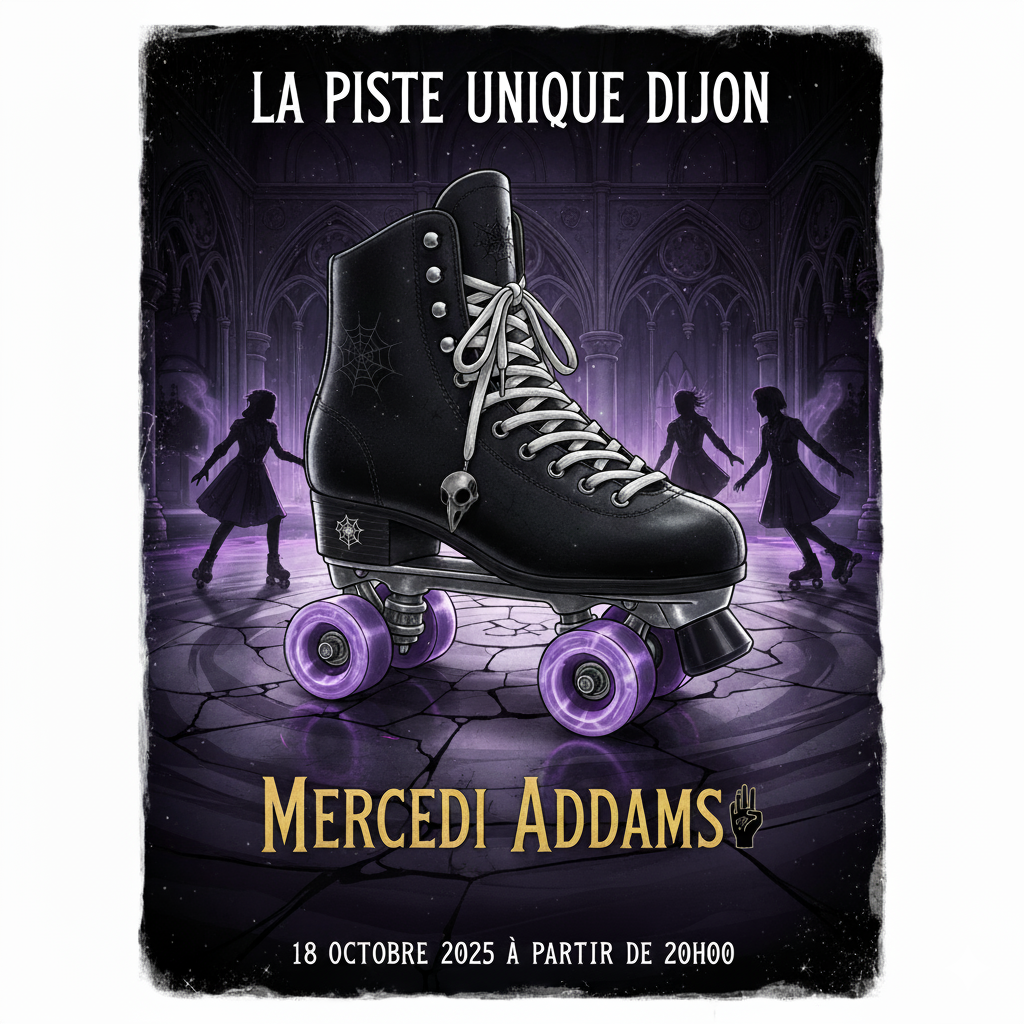 LA PISTE UNIQUE DIJON
MERCEDI ADDAMS
18 OCTOBRE 2025 À PARTIR DE 20H00